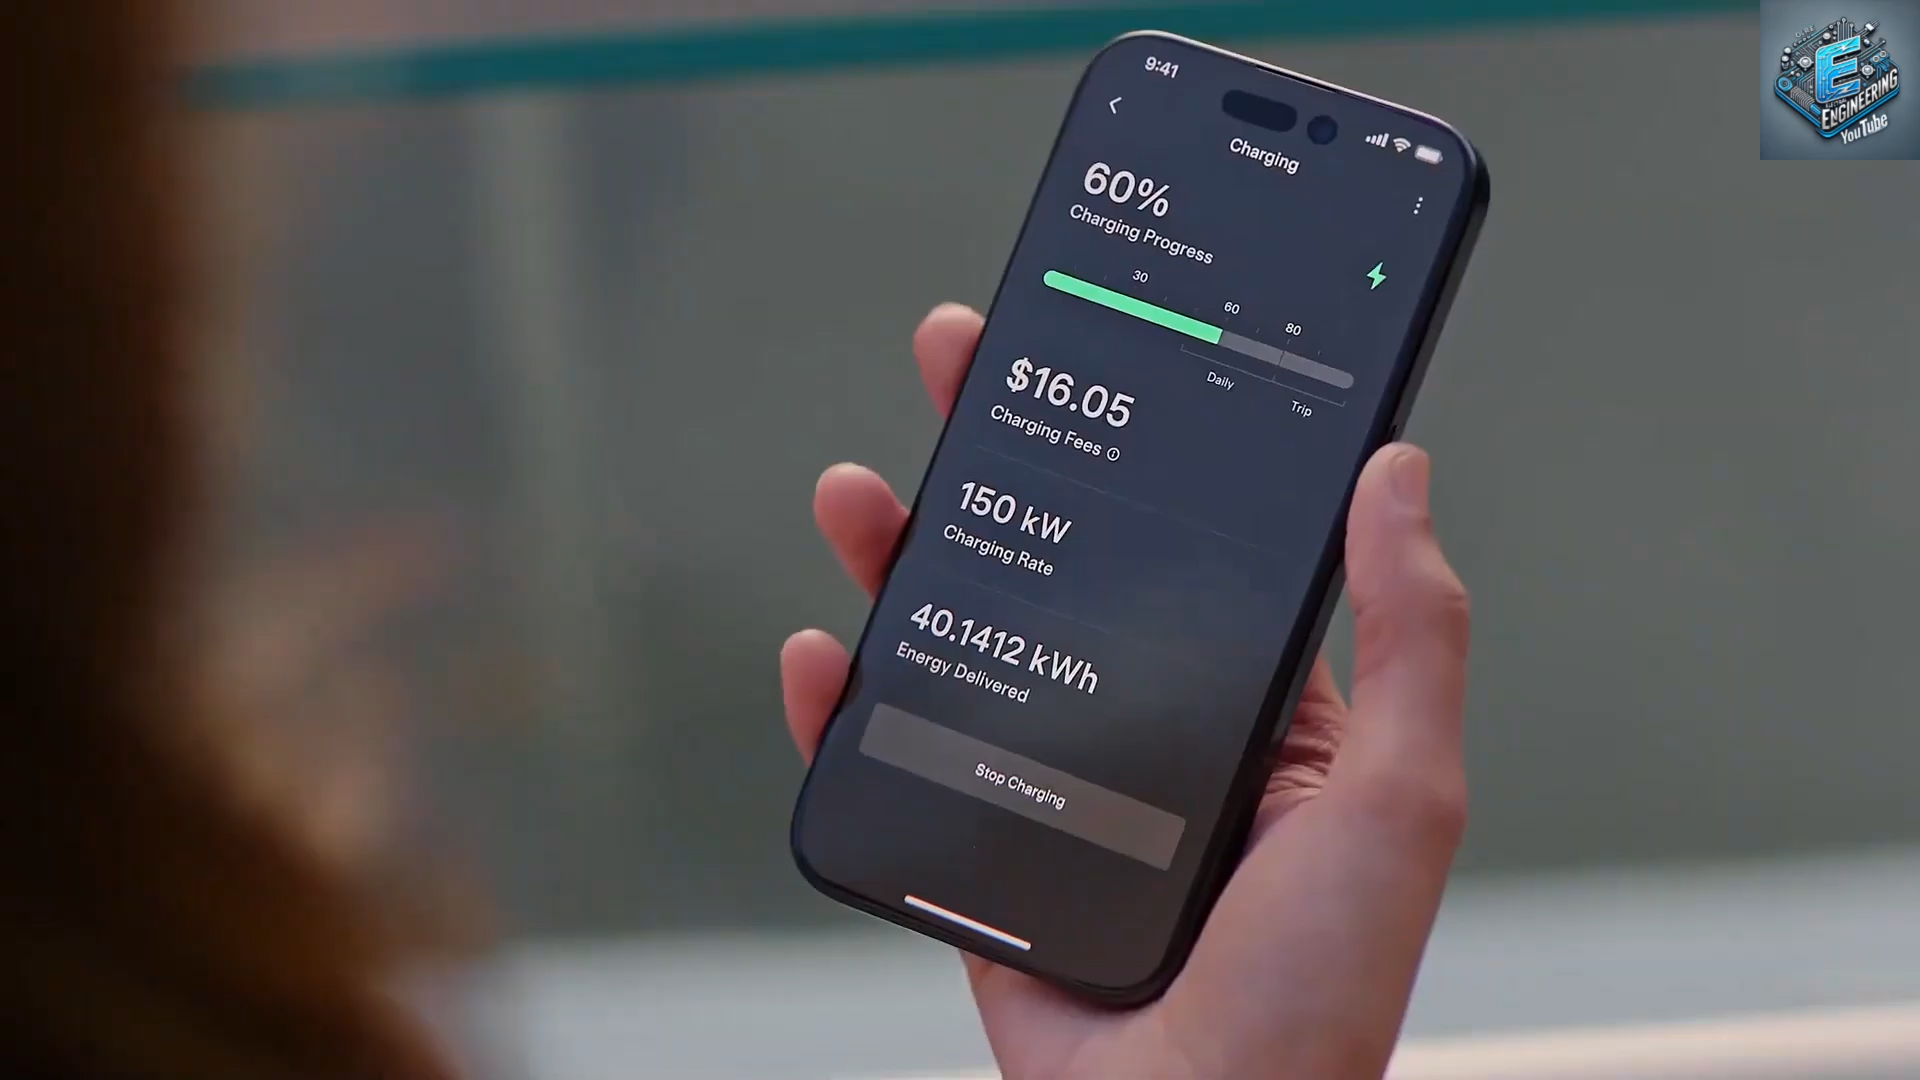 9:41
Charging
60%
Charging Progress
30
60
80
Daily
Trip
$16.05
Charging Fees
150 kW
Charging Rate
40.1412 kWh
Energy Delivered
Stop Charging
E
ENGINEERING
YouTube